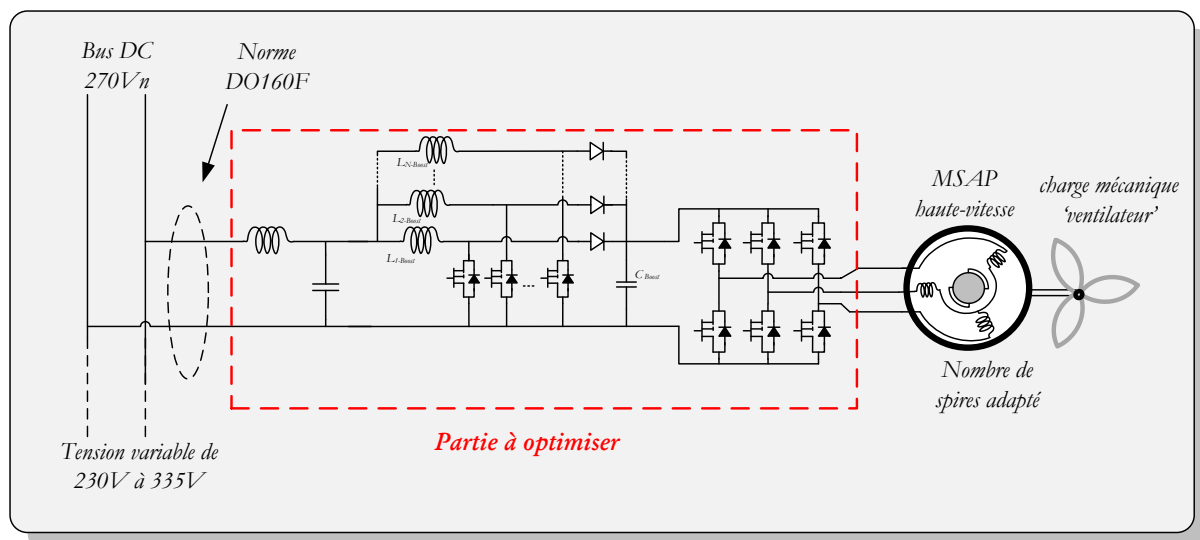 Bus DC
270Vn
Norme
DO160F
L N-Boost
L 2-Boost
L 1-Boost
C Boost
MSAP
haute-vitesse
charge mécanique
‘ventilateur’
Nombre de
spires adapté
Partie à optimiser
Tension variable de
230V à 335V